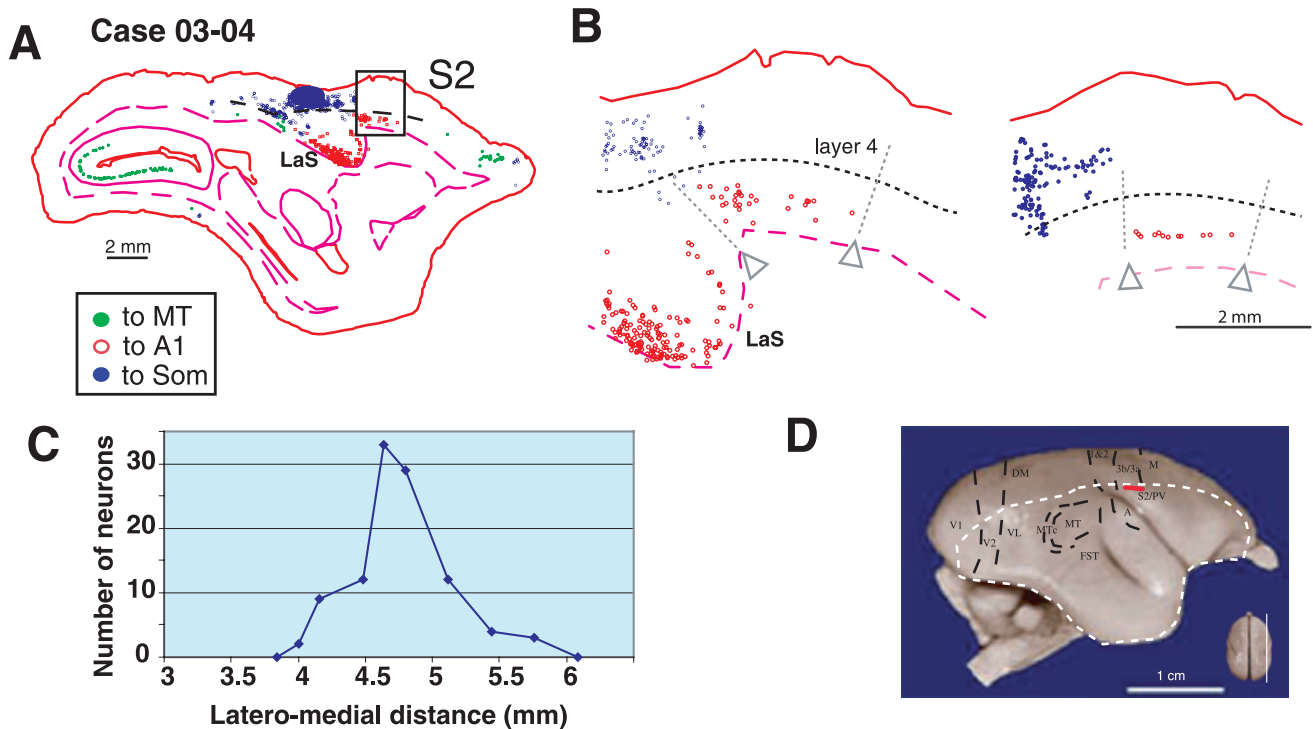 Case 03-04
A
S2
LaS
2 mm
to MT
to A1
to Som
B
layer 4
LaS
2 mm
C
Number of neurons
30
20
10
0
3
3.5
4
4.5
5
5.5
6
Latero-medial distance (mm)
D
1&2
3b/3a
M
DM
S2/PV
V1
V2
VL
MTc
MT
A
FST
1 cm